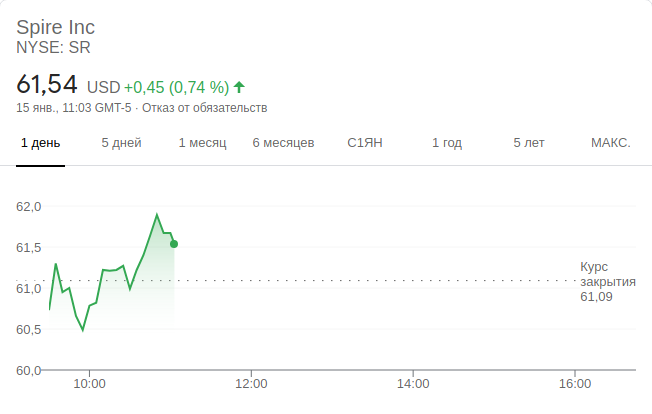 Spire Inc
NYSE: SR
61,54 USD +0,45 (0,74 %)
15 янв., 11:03 GMT-5 · Отказ от обязательств
1 день 5 дней 1 месяц 6 месяцев С1ЯН 1 год 5 лет МАКС.
62,0
61,5
61,0
60,5
60,0
Курс
закрытия
61,09
10:00 12:00 14:00 16:00